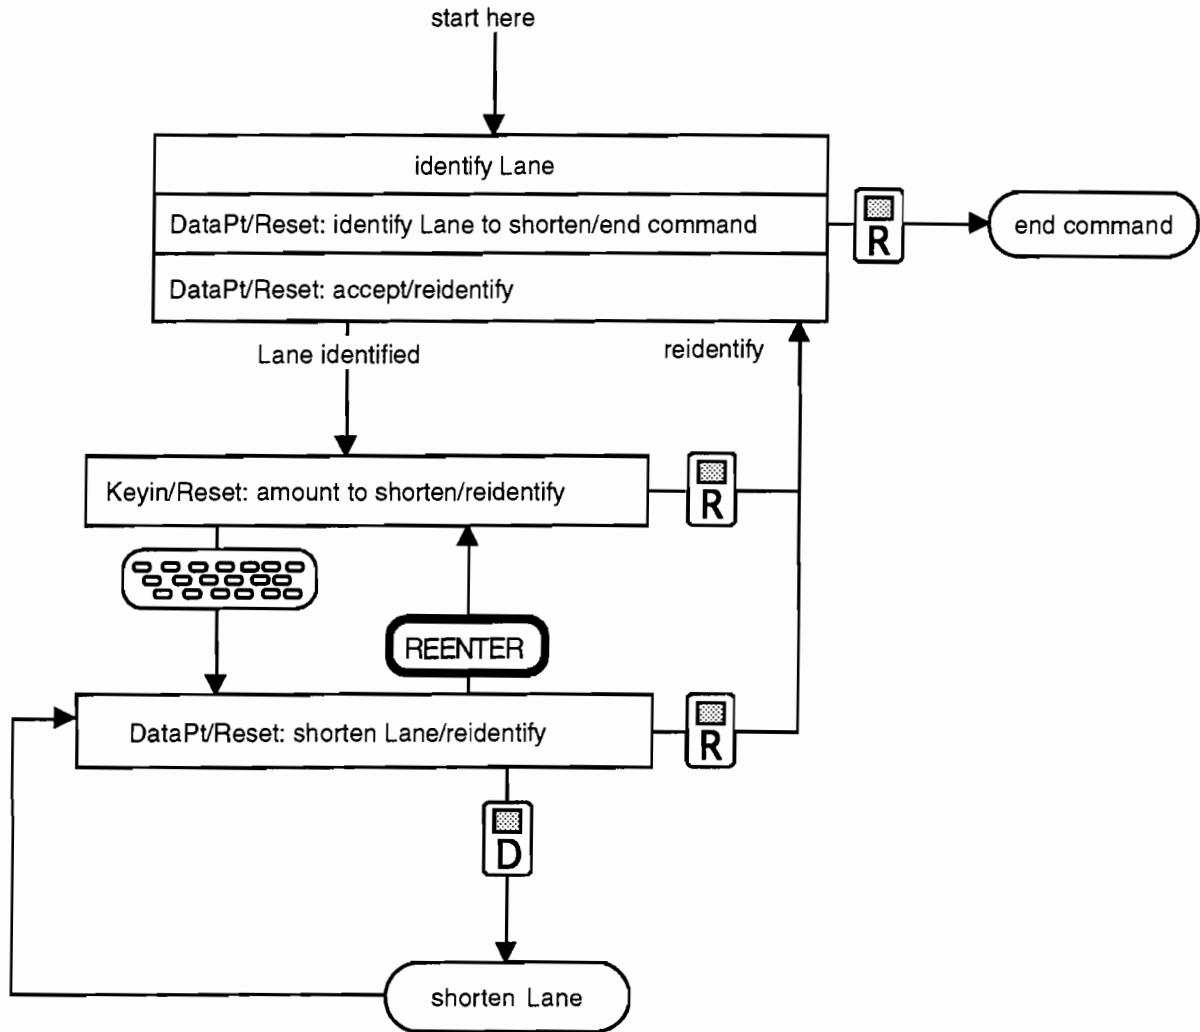 start here
identify Lane
DataPt/Reset: identify Lane to shorten/end command
R
end command
DataPt/Reset: accept/reidentify
Lane identified
reidentify
Keyin/Reset: amount to shorten/reidentify
R
REENTER
DataPt/Reset: shorten Lane/reidentify
R
D
shorten Lane